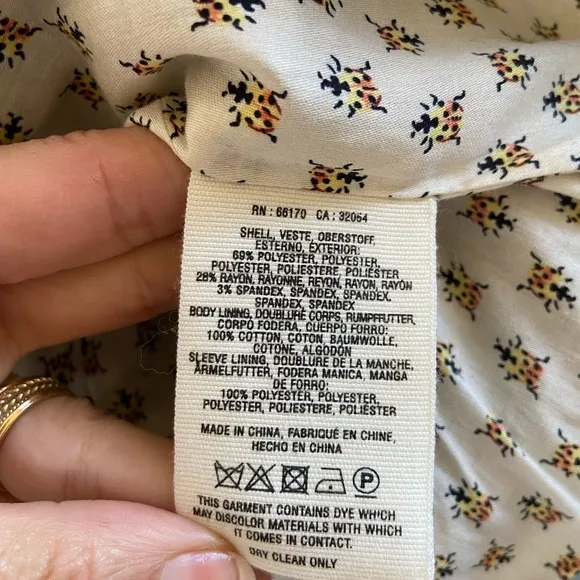 RN : 66170 CA : 32054
SHELL, VESTE, OBERSTOFF,
ESTERNO, EXTERIOR:
69% POLYESTER, POLYESTER,
POLYESTER, POLIESTERE, POLIÉSTER
28% RAYON, RAYONNE, REYON, RAYON, RAYÓN
3% SPANDEX, SPANDEX, SPANDEX,
SPANDEX, SPANDEX
BODY LINING, DOUBLURE CORPS, RUMPFFUTTER,
CORPO FODERA, CUERPO FORRO:
100% COTTON, COTON, BAUMWOLLE,
COTONE, ALGODÓN
SLEEVE LINING, DOUBLURE DE LA MANCHE,
ÄRMELFUTTER, FODERA MANICA, MANGA
DE FORRO:
100% POLYESTER, POLYESTER,
POLYESTER, POLIESTERE, POLIÉSTER
MADE IN CHINA, FABRIQUÉ EN CHINE,
HECHO EN CHINA
P
THIS GARMENT CONTAINS DYE WHICH
MAY DISCOLOR MATERIALS WITH WHICH
IT COMES IN CONTACT.
DRY CLEAN ONLY